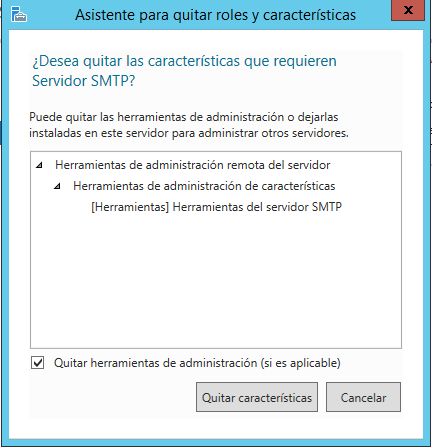 Asistente para quitar roles y características
x
¿Desea quitar las características que requieren
Servidor SMTP?
Puede quitar las herramientas de administración o dejarlas
instaladas en este servidor para administrar otros servidores.
Herramientas de administración remota del servidor
Herramientas de administración de características
[Herramientas] Herramientas del servidor SMTP
Quitar herramientas de administración (si es aplicable)
Quitar características
Cancelar